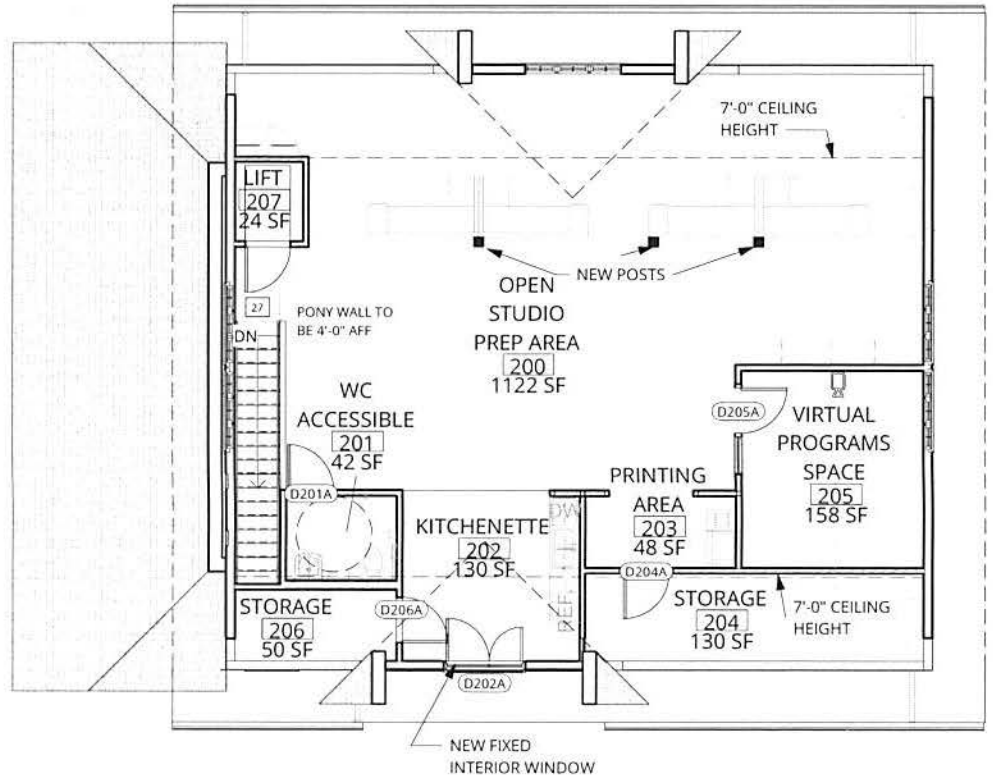 7'-0" CEILING
HEIGHT
LIFT
207
24 SF
NEW POSTS
27
PONY WALL TO
BE 4'-0" AFF
DN
OPEN
STUDIO
PREP AREA
200
1122 SF
WC
ACCESSIBLE
201
42 SF
D201A
D205A
VIRTUAL
PROGRAMS
SPACE
205
158 SF
PRINTING
AREA
203
48 SF
KITCHENETTE
202
130 SF
DW
REF.
D204A
STORAGE
206
50 SF
D206A
STORAGE
204
130 SF
7'-0" CEILING
HEIGHT
D202A
NEW FIXED
INTERIOR WINDOW